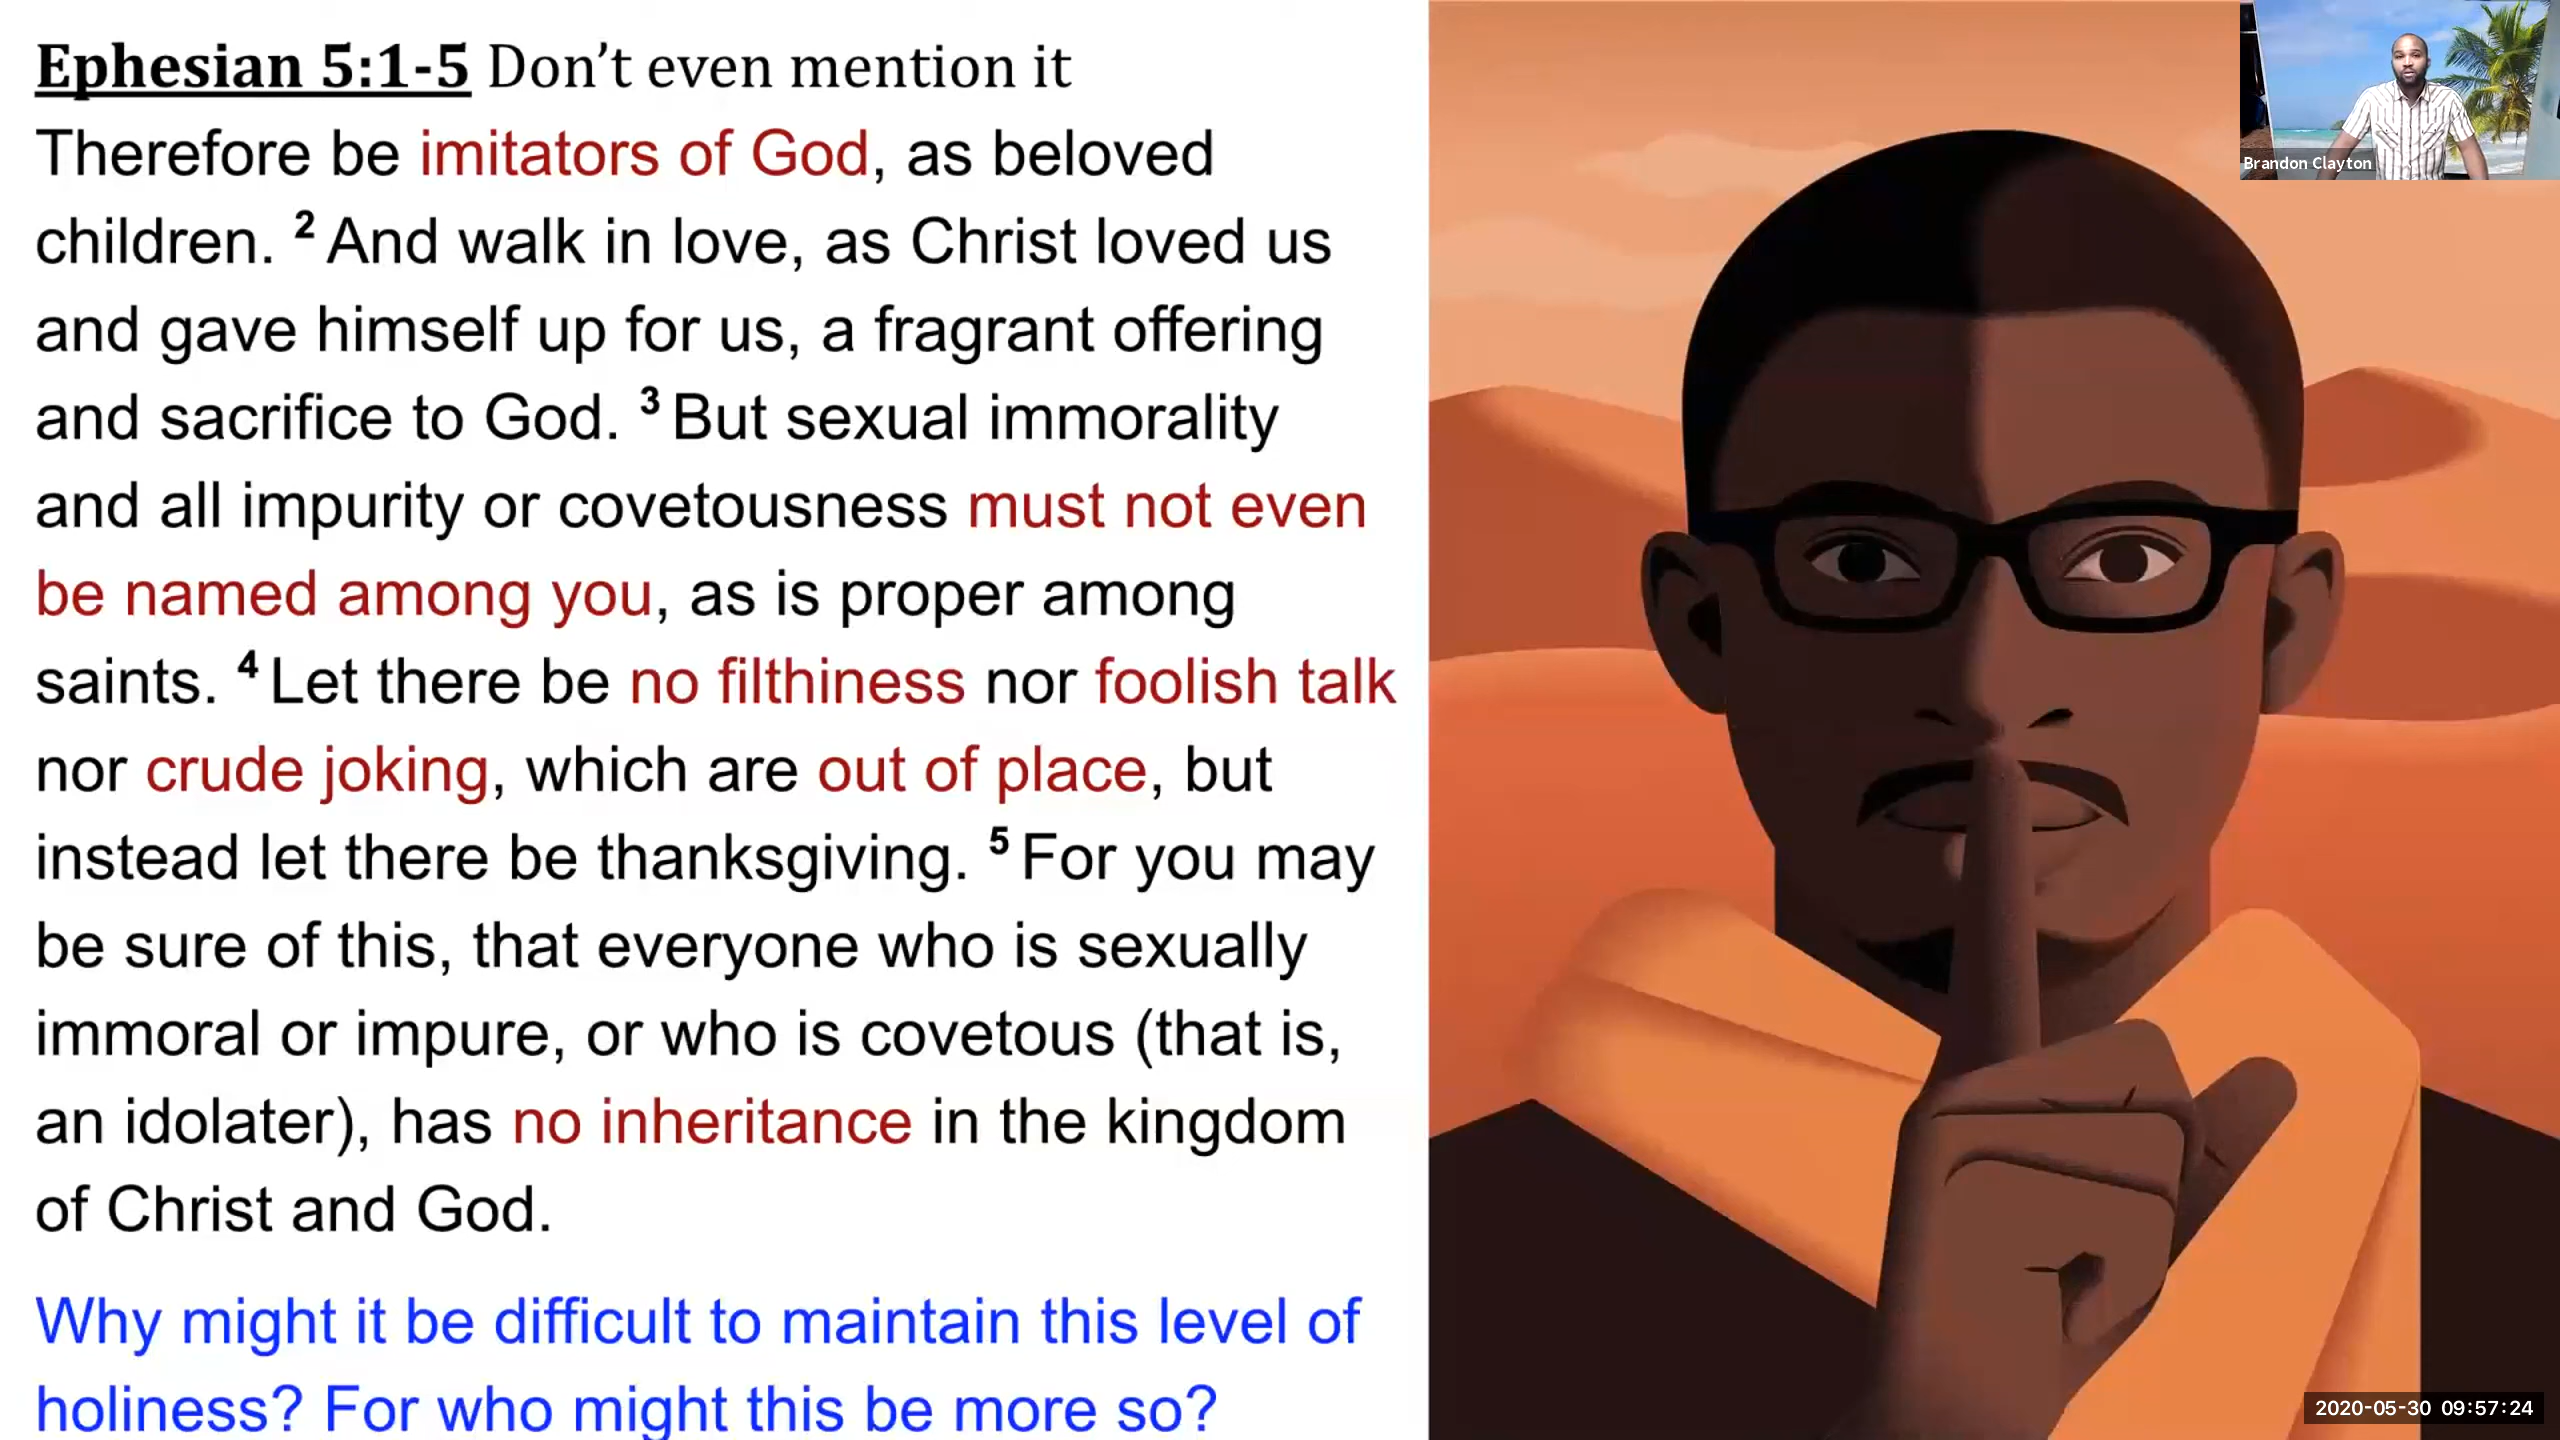 Ephesian 5:1-5 Don’t even mention it
Therefore be imitators of God, as beloved
children. 2 And walk in love, as Christ loved us
and gave himself up for us, a fragrant offering
and sacrifice to God. 3 But sexual immorality
and all impurity or covetousness must not even
be named among you, as is proper among
saints. 4 Let there be no filthiness nor foolish talk
nor crude joking, which are out of place, but
instead let there be thanksgiving. 5 For you may
be sure of this, that everyone who is sexually
immoral or impure, or who is covetous (that is,
an idolater), has no inheritance in the kingdom
of Christ and God.
Why might it be difficult to maintain this level of
holiness? For who might this be more so?
Brandon Clayton
2020-05-30 09:57:24